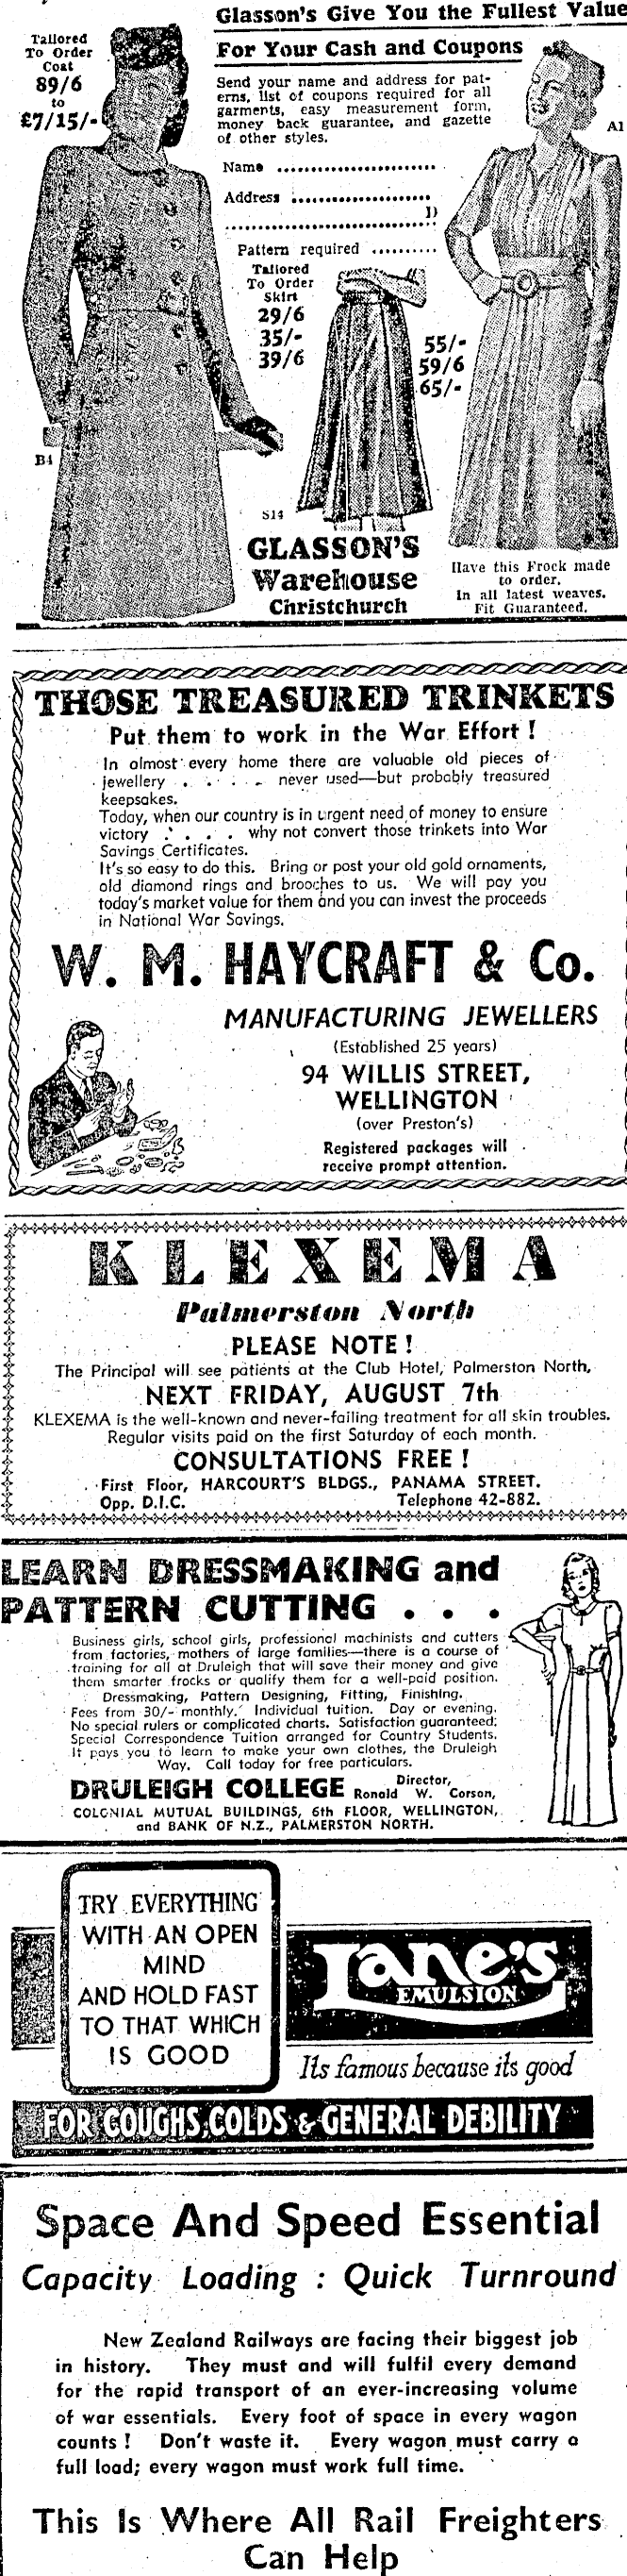 Glasson's Give You the Fullest Value
For Your Cash and Coupons
Tailored
To Order
Coat
89/6
to
£7/15/-
Send your name and address for pat-
erns, list of coupons required for all
garments, easy measurement form,
money back guarantee, and gazette
of other styles.
A1
Name ........................
Address .....................
................................ D
Pattern required ..........
Tailored
To Order
Skirt
29/6
35/-
39/6
55/-
59/6
65/-
B4
S14
GLASSON'S
Warehouse
Christchurch
Have this Frock made
to order.
In all latest weaves.
Fit Guaranteed.
THOSE TREASURED TRINKETS
Put them to work in the War Effort !
In almost every home there are valuable old pieces of
jewellery . . . . . never used—but probably treasured
keepsakes.
Today, when our country is in urgent need of money to ensure
victory . . . . why not convert those trinkets into War
Savings Certificates.
It's so easy to do this. Bring or post your old gold ornaments,
old diamond rings and brooches to us. We will pay you
today's market value for them and you can invest the proceeds
in National War Savings.
W. M. HAYCRAFT & Co.
MANUFACTURING JEWELLERS
(Established 25 years)
94 WILLIS STREET,
WELLINGTON
(over Preston's)
Registered packages will
receive prompt attention.
KLEXEMA
Palmerston North
PLEASE NOTE !
The Principal will see patients at the Club Hotel, Palmerston North,
NEXT FRIDAY, AUGUST 7th
KLEXEMA is the well-known and never-failing treatment for all skin troubles.
Regular visits paid on the first Saturday of each month.
CONSULTATIONS FREE !
First Floor, HARCOURT'S BLDGS., PANAMA STREET.
Opp. D.I.C. Telephone 42-882.
LEARN DRESSMAKING and
PATTERN CUTTING . . .
Business girls, school girls, professional machinists and cutters
from factories, mothers of large families—there is a course of
training for all at Druleigh that will save their money and give
them smarter frocks or qualify them for a well-paid position.
Dressmaking, Pattern Designing, Fitting, Finishing.
Fees from 30/- monthly. Individual tuition. Day or evening.
No special rulers or complicated charts. Satisfaction guaranteed.
Special Correspondence Tuition arranged for Country Students.
It pays you to learn to make your own clothes, the Druleigh
Way. Call today for free particulars.
DRULEIGH COLLEGE Director, Ronald W. Corson,
COLONIAL MUTUAL BUILDINGS, 6th FLOOR, WELLINGTON,
and BANK OF N.Z., PALMERSTON NORTH.
TRY EVERYTHING
WITH AN OPEN
MIND
AND HOLD FAST
TO THAT WHICH
IS GOOD
Lane's
EMULSION
Its famous because its good
FOR COUGHS, COLDS & GENERAL DEBILITY
Space And Speed Essential
Capacity Loading : Quick Turnround
New Zealand Railways are facing their biggest job
in history. They must and will fulfil every demand
for the rapid transport of an ever-increasing volume
of war essentials. Every foot of space in every wagon
counts ! Don't waste it. Every wagon must carry a
full load; every wagon must work full time.
This Is Where All Rail Freighters
Can Help